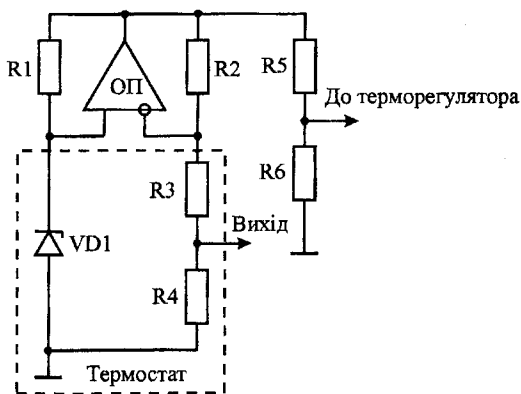 R1
ОП
R2
R5
До терморегулятора
R3
R6
Вихід
VD1
R4
Термостат